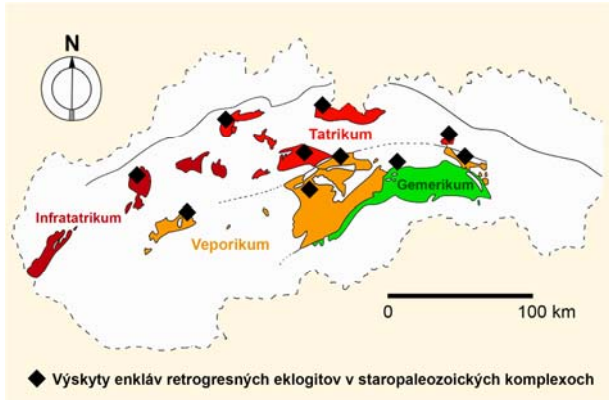 N
Tatrikum
Gemerikum
Infratatrikum
Veporikum
0 100 km
Výskyty enkláv retrogresných eklogitov v staropaleozoických komplexoch